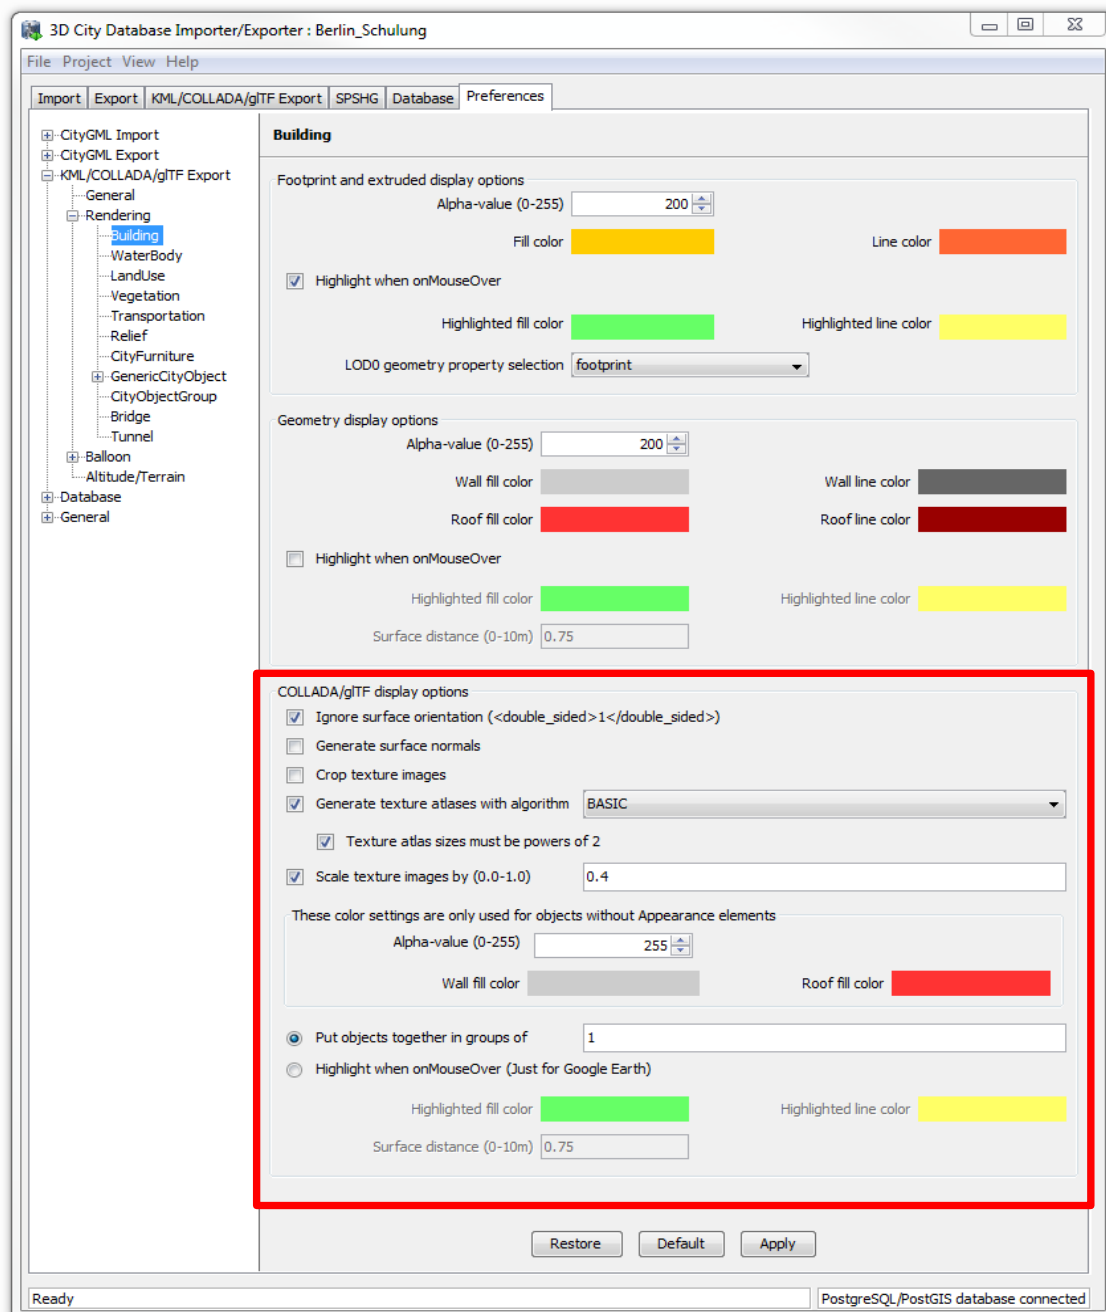 3D City Database Importer/Exporter : Berlin_Schulung
File Project View Help
Import Export KML/COLLADA/glTF Export SPSHG Database Preferences
CityGML Import
CityGML Export
KML/COLLADA/glTF Export
General
Rendering
Building
WaterBody
LandUse
Vegetation
Transportation
Relief
CityFurniture
GenericCityObject
CityObjectGroup
Bridge
Tunnel
Balloon
Altitude/Terrain
Database
General
Building
Footprint and extruded display options
Alpha-value (0-255) 200
Fill color Line color
Highlight when onMouseOver
Highlighted fill color Highlighted line color
LOD0 geometry property selection footprint
Geometry display options
Alpha-value (0-255) 200
Wall fill color Wall line color
Roof fill color Roof line color
Highlight when onMouseOver
Highlighted fill color Highlighted line color
Surface distance (0-10m) 0.75
COLLADA/glTF display options
Ignore surface orientation (<double_sided>1</double_sided>)
Generate surface normals
Crop texture images
Generate texture atlases with algorithm BASIC
Texture atlas sizes must be powers of 2
Scale texture images by (0.0-1.0) 0.4
These color settings are only used for objects without Appearance elements
Alpha-value (0-255) 255
Wall fill color Roof fill color
Put objects together in groups of 1
Highlight when onMouseOver (Just for Google Earth)
Highlighted fill color Highlighted line color
Surface distance (0-10m) 0.75
Restore Default Apply
Ready PostgreSQL/PostGIS database connected